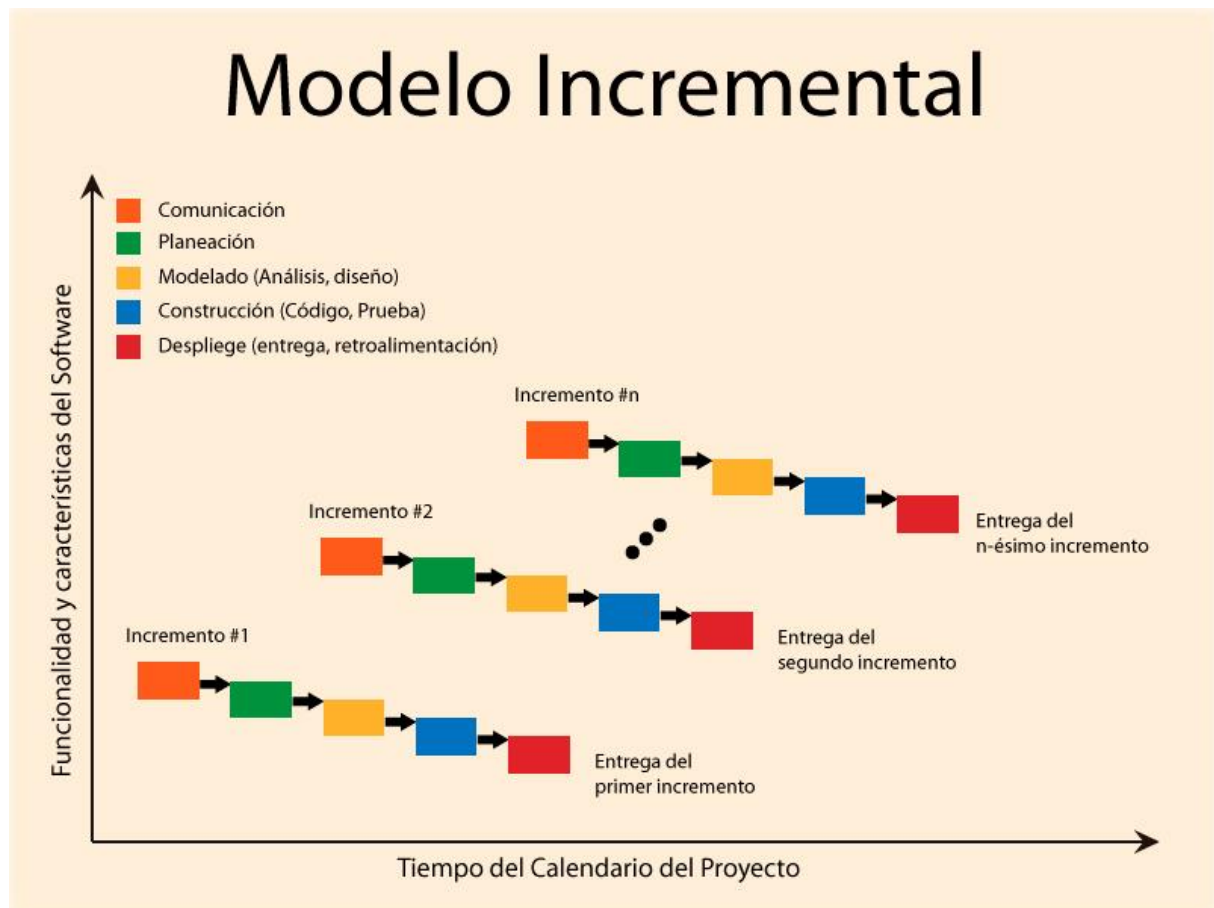 Modelo Incremental
Comunicación
Planeación
Modelado (Análisis, diseño)
Construcción (Código, Prueba)
Despliege (entrega, retroalimentación)
Funcionalidad y características del Software
Incremento #n
Entrega del
n-ésimo incremento
Incremento #2
Entrega del
segundo incremento
Incremento #1
Entrega del
primer incremento
Tiempo del Calendario del Proyecto